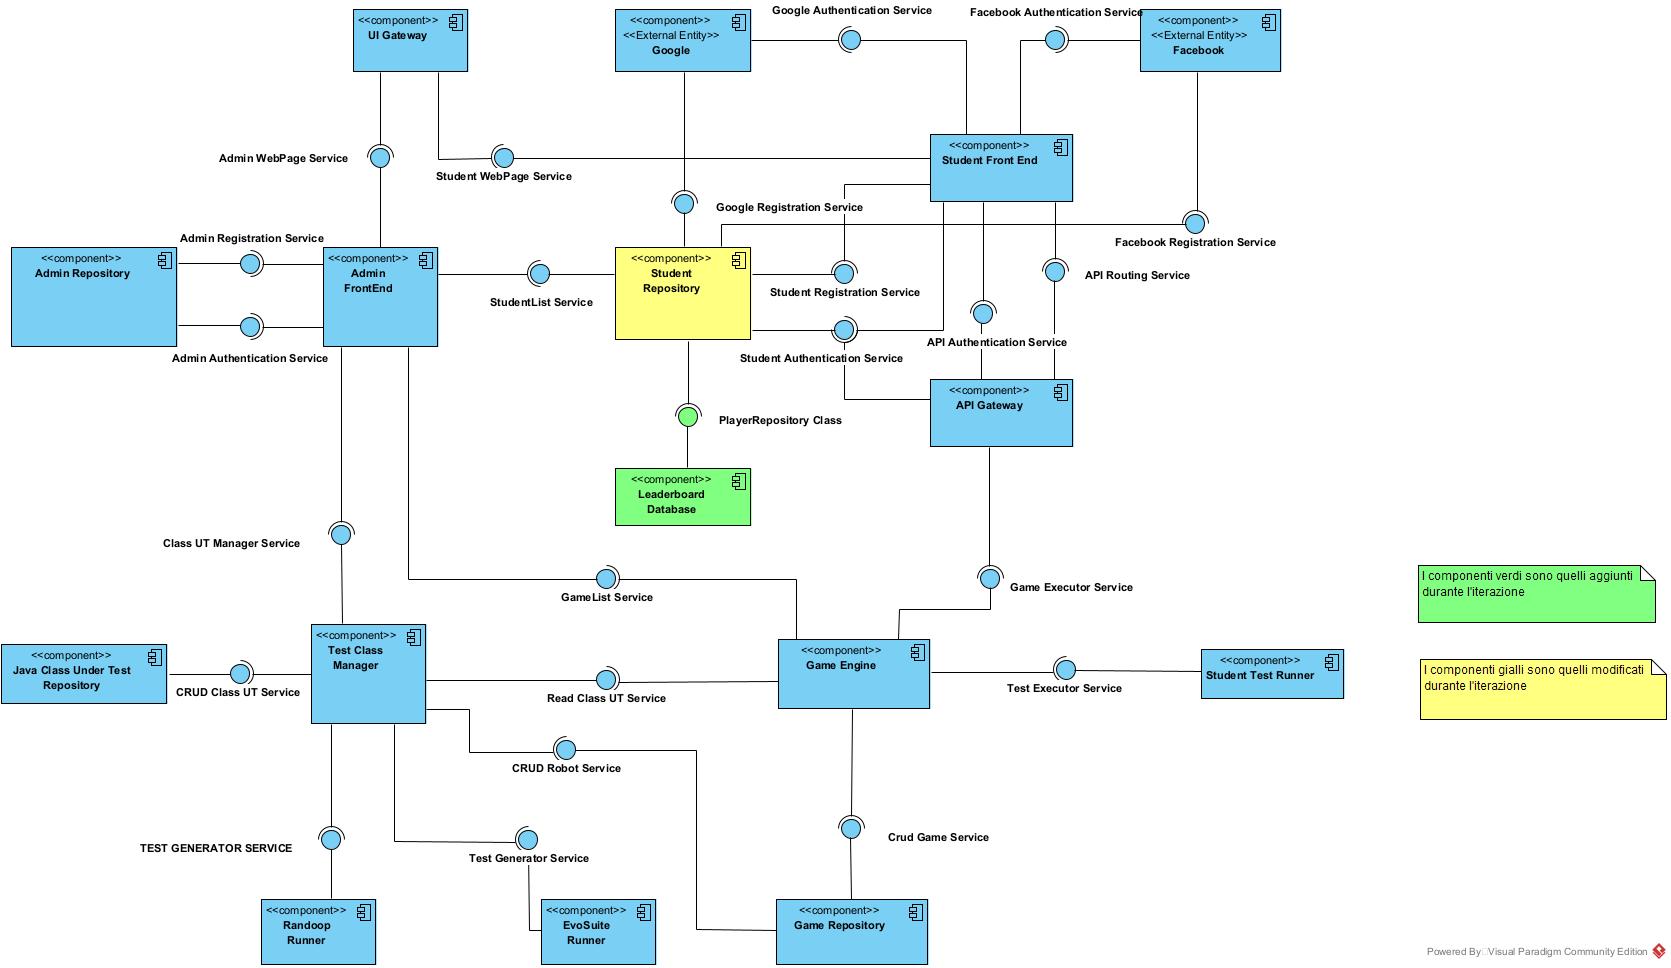 <<component>>
UI Gateway
<<component>>
<<External Entity>>
Google
Google Authentication Service
Facebook Authentication Service
<<component>>
<<External Entity>>
Facebook
Admin WebPage Service
Student WebPage Service
<<component>>
Student Front End
Google Registration Service
Facebook Registration Service
Admin Registration Service
<<component>>
Admin Repository
<<component>>
Admin
FrontEnd
StudentList Service
<<component>>
Student
Repository
Student Registration Service
API Routing Service
Admin Authentication Service
Student Authentication Service
API Authentication Service
<<component>>
API Gateway
PlayerRepository Class
<<component>>
Leaderboard
Database
Class UT Manager Service
GameList Service
Game Executor Service
I componenti verdi sono quelli aggiunti
durante l'iterazione
<<component>>
Java Class Under Test
Repository
CRUD Class UT Service
<<component>>
Test Class
Manager
Read Class UT Service
<<component>>
Game Engine
Test Executor Service
<<component>>
Student Test Runner
I componenti gialli sono quelli modificati
durante l'iterazione
CRUD Robot Service
TEST GENERATOR SERVICE
Test Generator Service
Crud Game Service
<<component>>
Randoop
Runner
<<component>>
EvoSuite
Runner
<<component>>
Game Repository
Powered By Visual Paradigm Community Edition